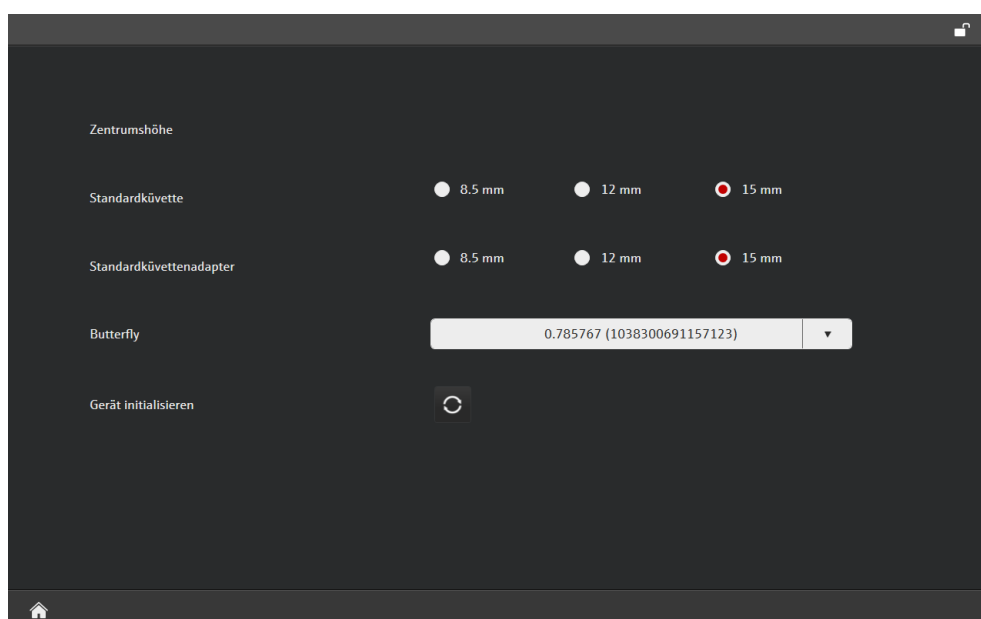 Zentrumshöhe
Standardküvette 8.5 mm 12 mm 15 mm
Standardküvettenadapter 8.5 mm 12 mm 15 mm
Butterfly 0.785767 (1038300691157123)
Gerät initialisieren